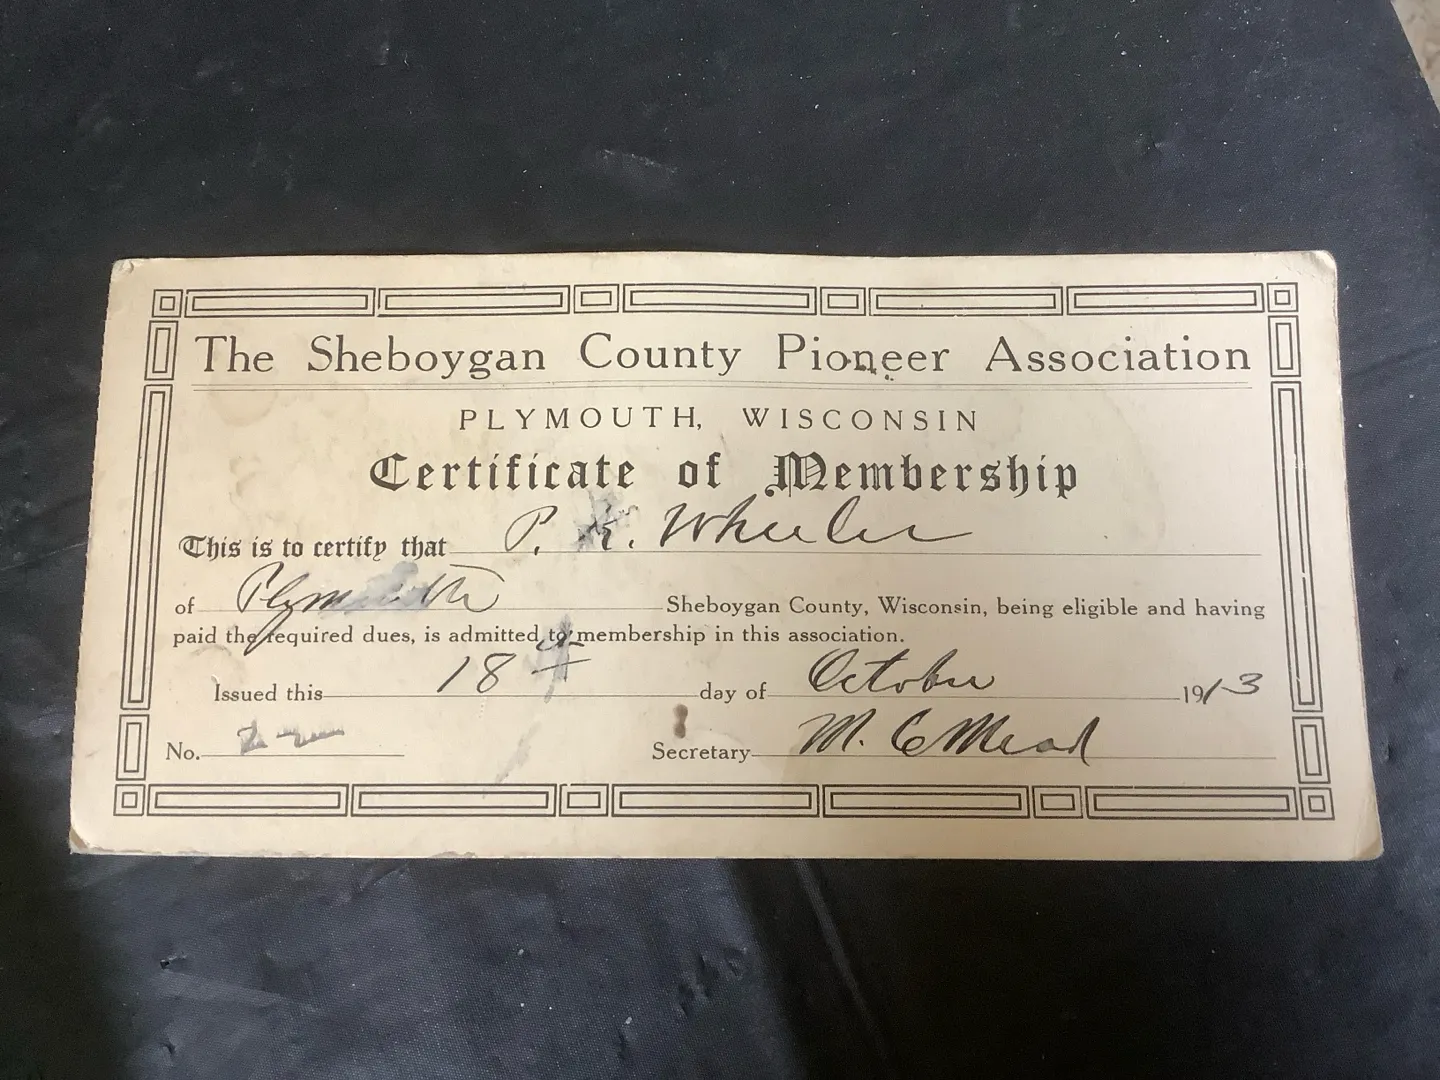 The Sheboygan County Pioneer Association
PLYMOUTH, WISCONSIN
Certificate of Membership
This is to certify that P. K. Wheeler
of Plymouth Sheboygan County, Wisconsin, being eligible and having
paid the required dues, is admitted to membership in this association.
Issued this 18th day of October 1913
No. Secretary M. C. Mead